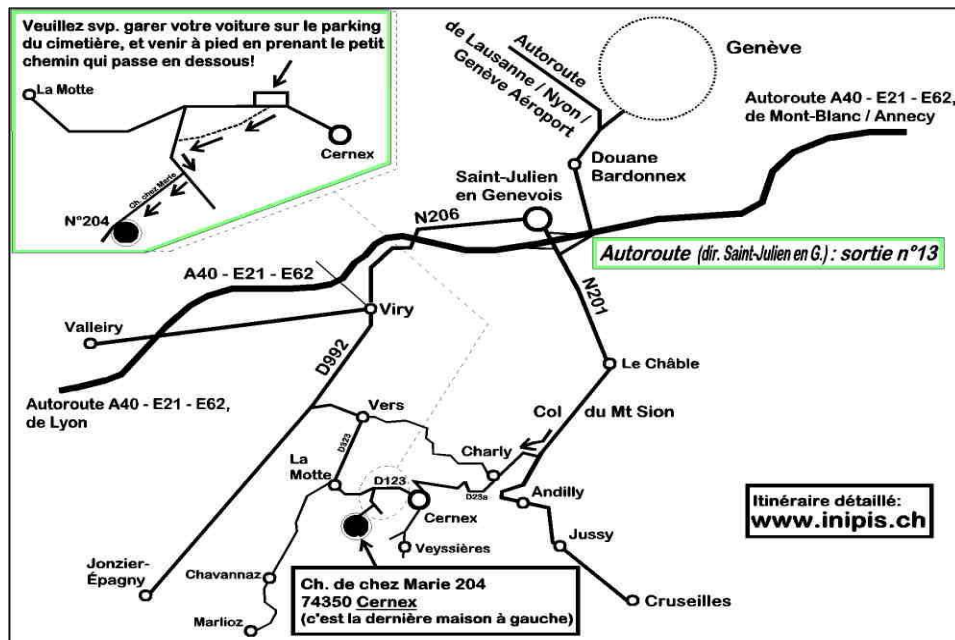 Veuillez svp. garer votre voiture sur le parking
du cimetière, et venir à pied en prenant le petit
chemin qui passe en dessous!
La Motte
Cernex
Ch. chez Marie
N°204
Autoroute
de Lausanne / Nyon /
Genève Aéroport
Genève
Autoroute A40 - E21 - E62,
de Mont-Blanc / Annecy
Douane
Bardonnex
Saint-Julien
en Genevois
N206
Autoroute (dir. Saint-Julien en G.) : sortie n°13
A40 - E21 - E62
N201
Viry
Valleiry
D992
Le Châble
Autoroute A40 - E21 - E62,
de Lyon
Vers
Col du Mt Sion
D323
Charly
La
Motte
D123
D23a
Andilly
Cernex
Itinéraire détaillé:
www.inipis.ch
Jussy
Veyssières
Jonzier-
Épagny
Chavannaz
Ch. de chez Marie 204
74350 Cernex
(c'est la dernière maison à gauche)
Cruseilles
Marlioz